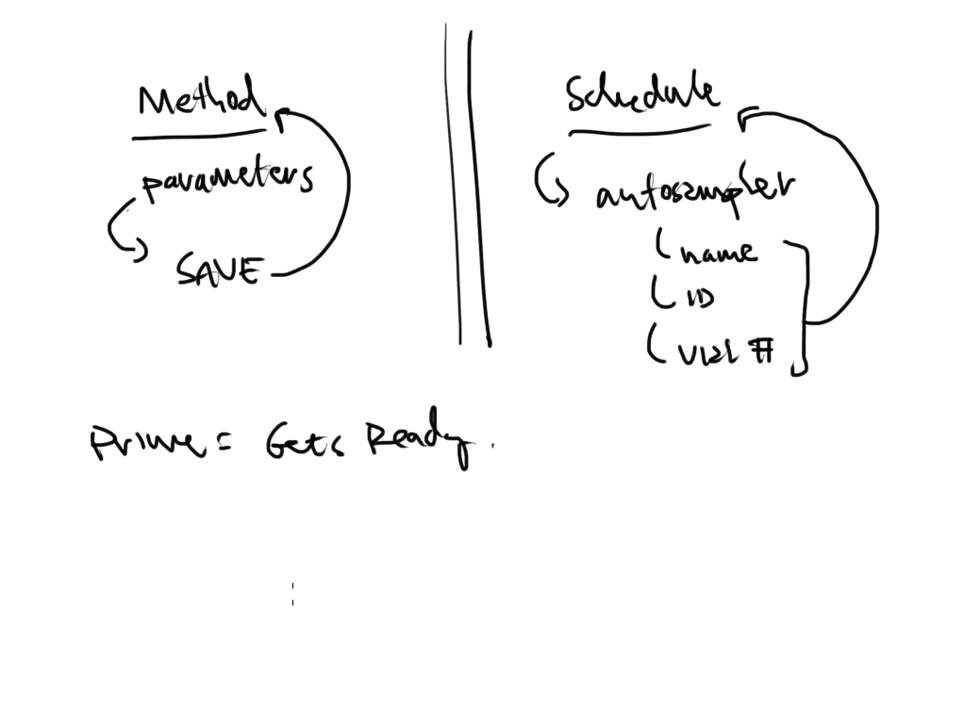 Method
parameters
SAVE
Schedule
autosampler
name
ID
vial #
Prime = Gets Ready.